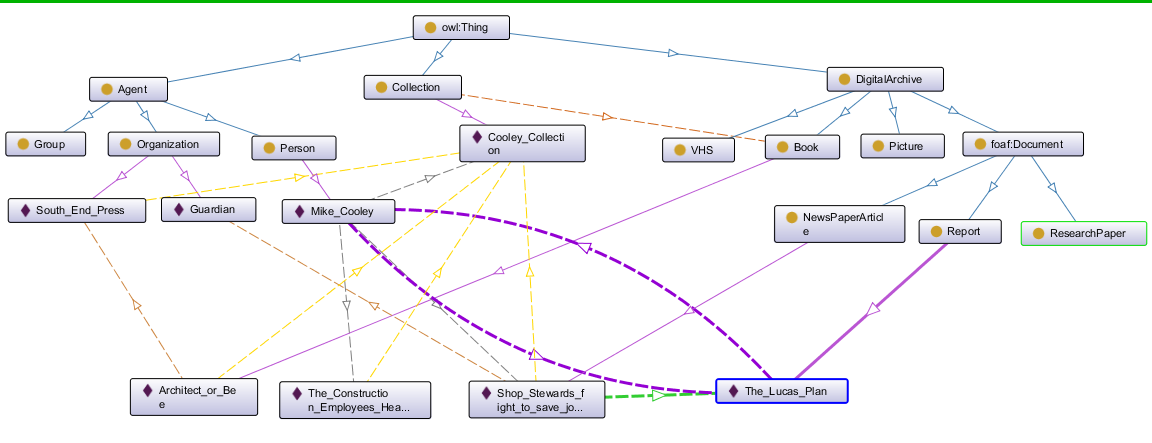 owl:Thing
Agent
Collection
DigitalArchive
Group
Organization
Person
Cooley_Collecti
on
VHS
Book
Picture
foaf:Document
South_End_Press
Guardian
Mike_Cooley
NewsPaperArticl
e
Report
ResearchPaper
Architect_or_Be
e
The_Constructio
n_Employees_Hea...
Shop_Stewards_f
ight_to_save_jo...
The_Lucas_Plan